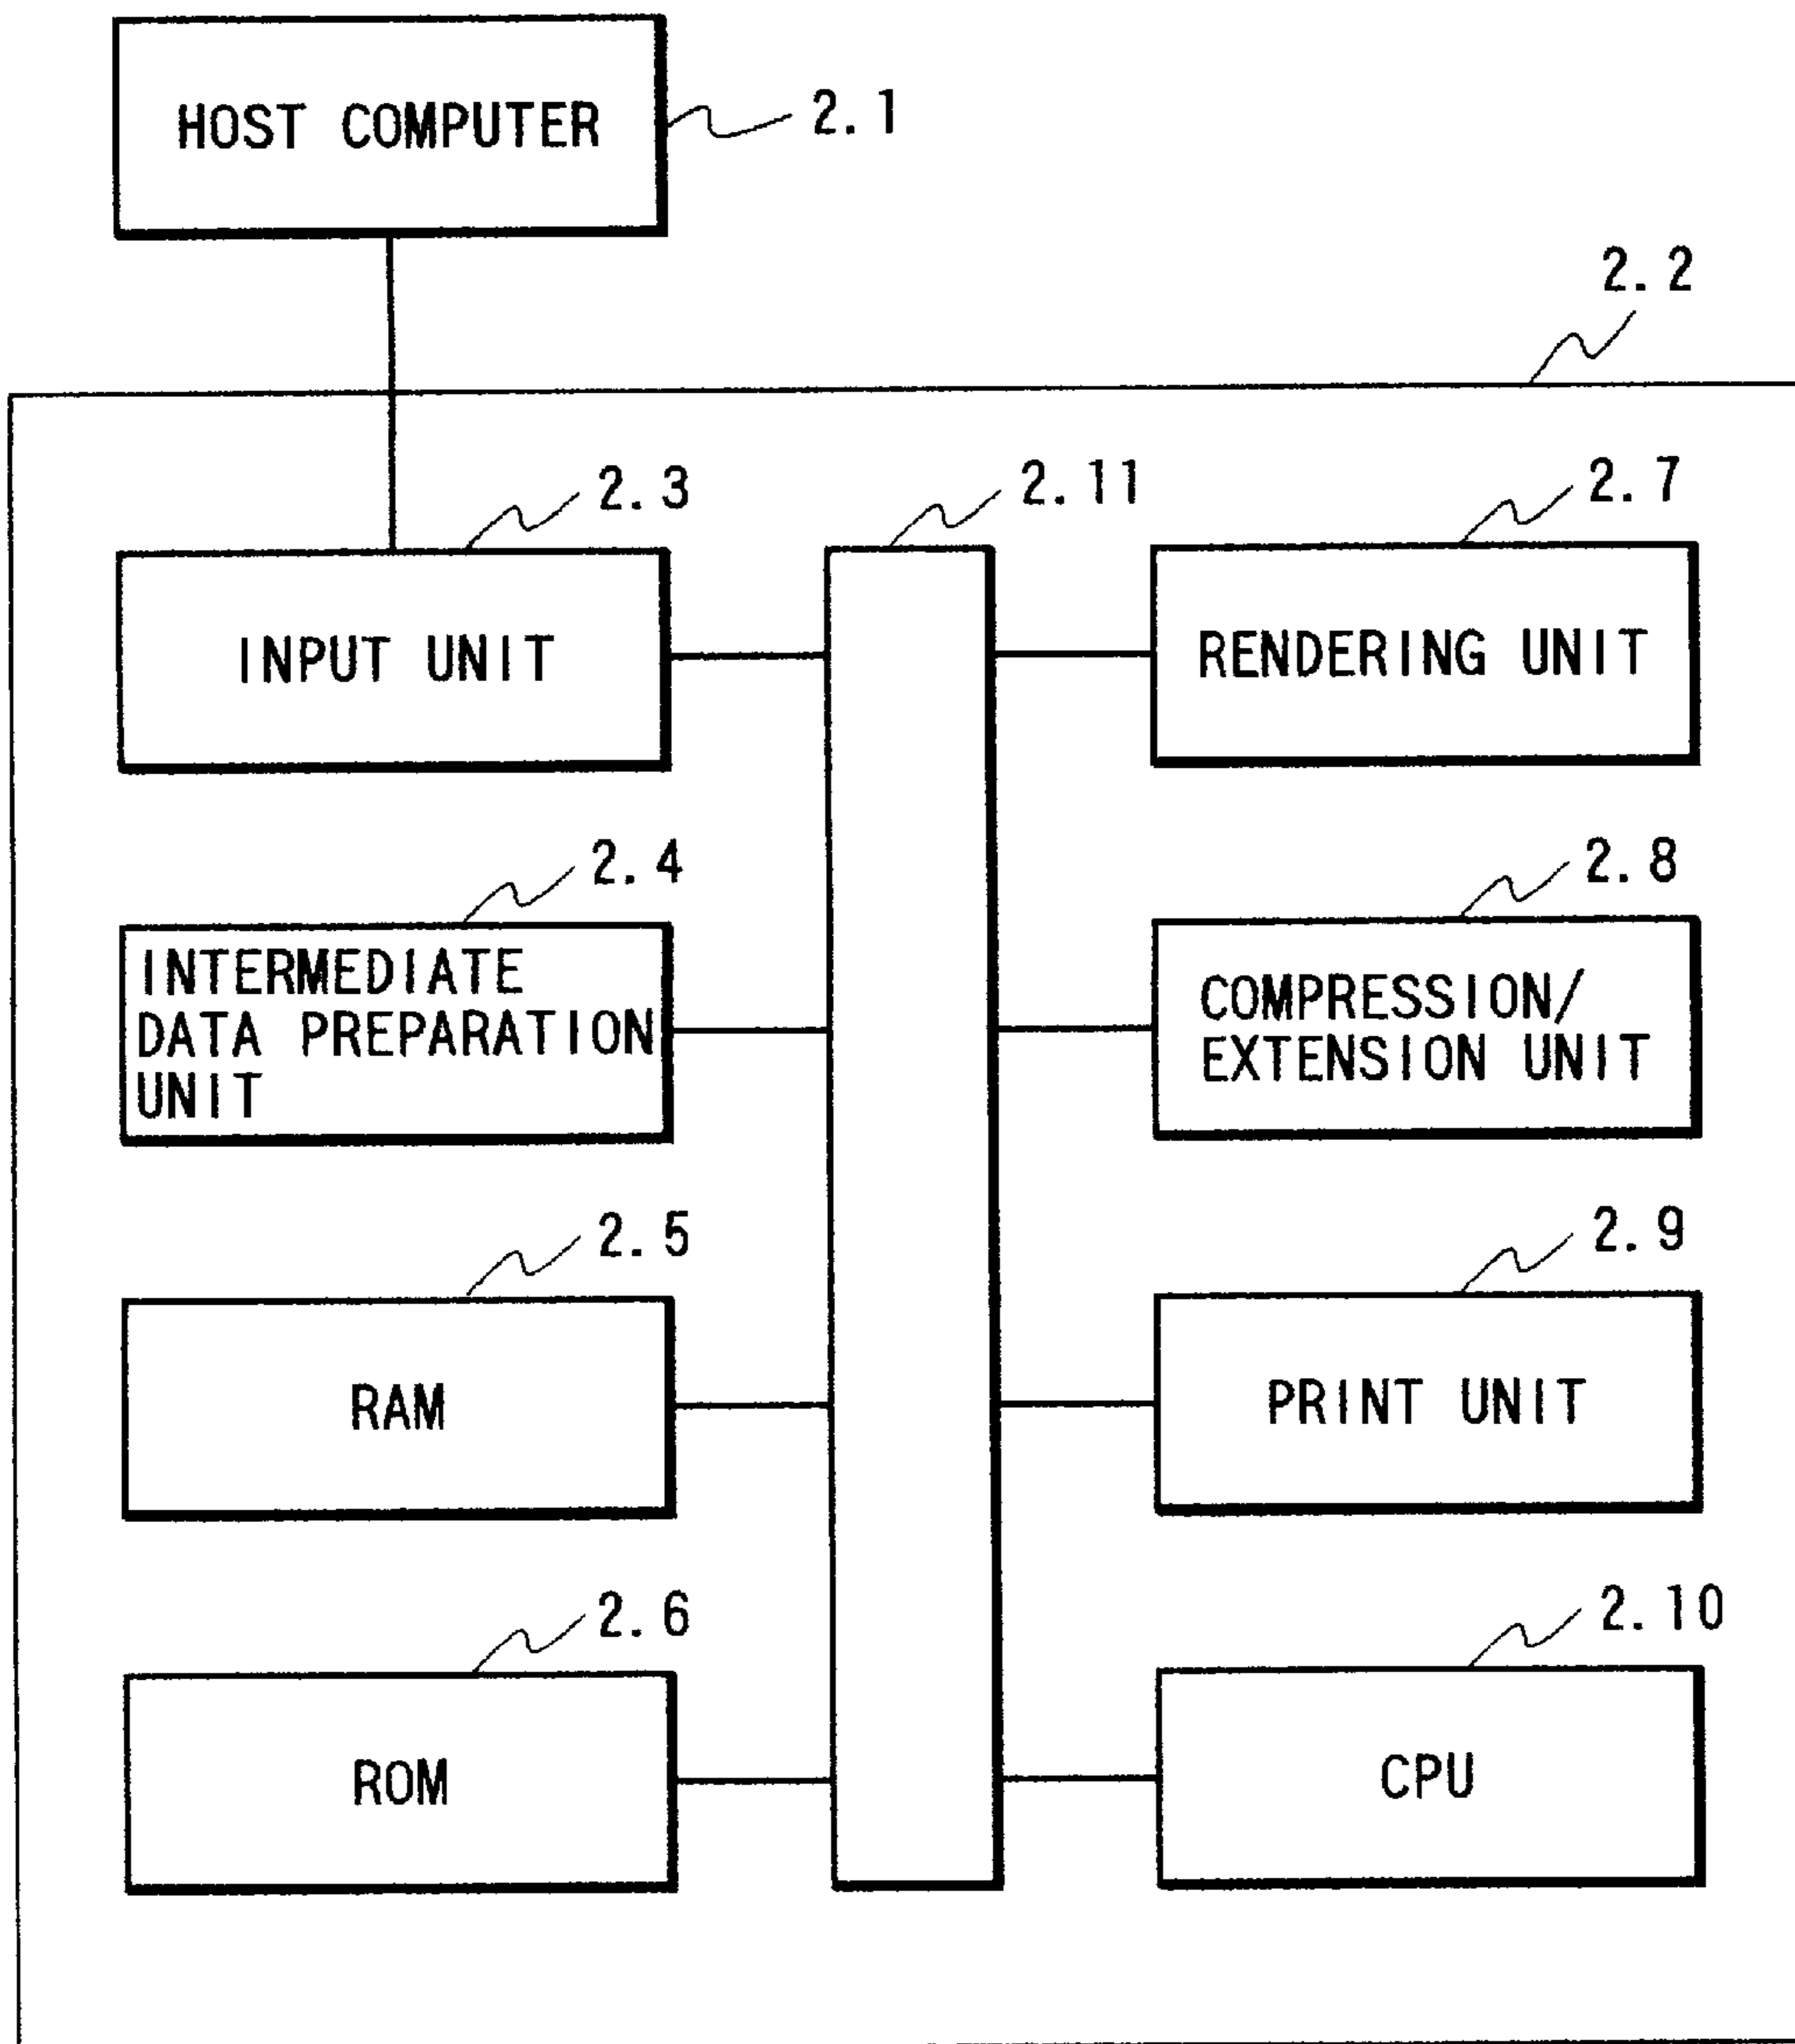 HOST COMPUTER
2.1
2.2
2.3
INPUT UNIT
2.4
INTERMEDIATE
DATA PREPARATION
UNIT
2.5
RAM
2.6
ROM
2.11
2.7
RENDERING UNIT
2.8
COMPRESSION/
EXTENSION UNIT
2.9
PRINT UNIT
2.10
CPU